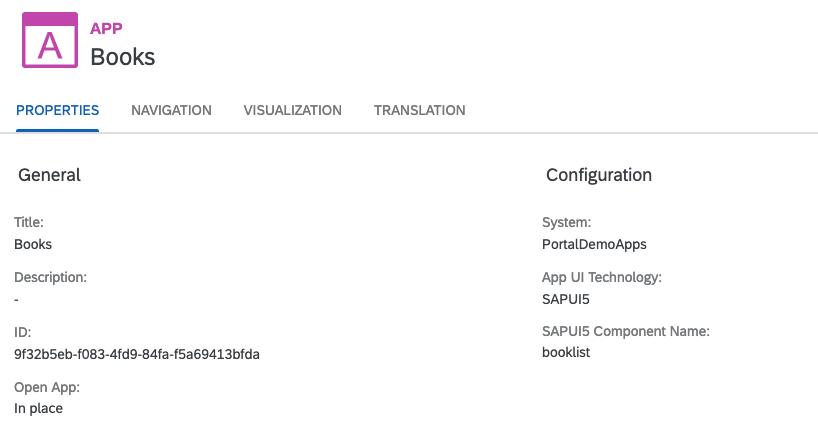 A
APP
Books
PROPERTIES
NAVIGATION
VISUALIZATION
TRANSLATION
General
Title:
Books
Description:
-
ID:
9f32b5eb-f083-4fd9-84fa-f5a69413bfda
Open App:
In place
Configuration
System:
PortalDemoApps
App UI Technology:
SAPUI5
SAPUI5 Component Name:
booklist